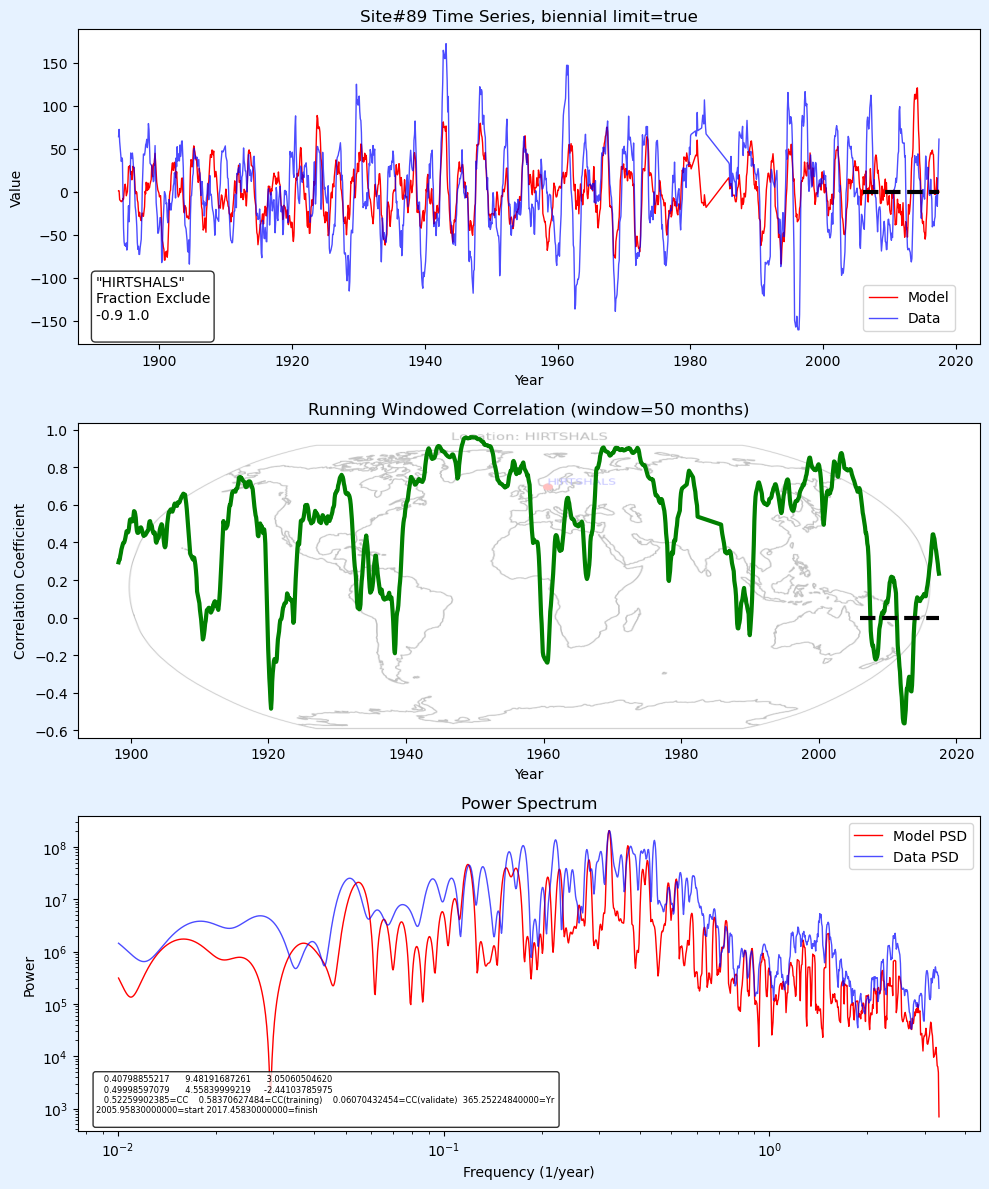 Site#89 Time Series, biennial limit=true
150
100
50
0
−50
−100
−150
Value
"HIRTSHALS"
Fraction Exclude
-0.9 1.0
Model
Data
1900
1920
1940
1960
1980
2000
2020
Year
Running Windowed Correlation (window=50 months)
Location: HIRTSHALS
HIRTSHALS
1.0
0.8
0.6
0.4
0.2
0.0
−0.2
−0.4
−0.6
Correlation Coefficient
1900
1920
1940
1960
1980
2000
2020
Year
Power Spectrum
Model PSD
Data PSD
10⁸
10⁷
10⁶
10⁵
10⁴
10³
Power
0.40798855217 9.48191687261 3.05060504620
0.49998597079 4.55839999219 -2.44103785975
0.52259902385=CC 0.58370627484=CC(training) 0.06070432454=CC(validate) 365.25224840000=Yr
2005.95830000000=start 2017.45830000000=finish
10⁻²
10⁻¹
10⁰
Frequency (1/year)